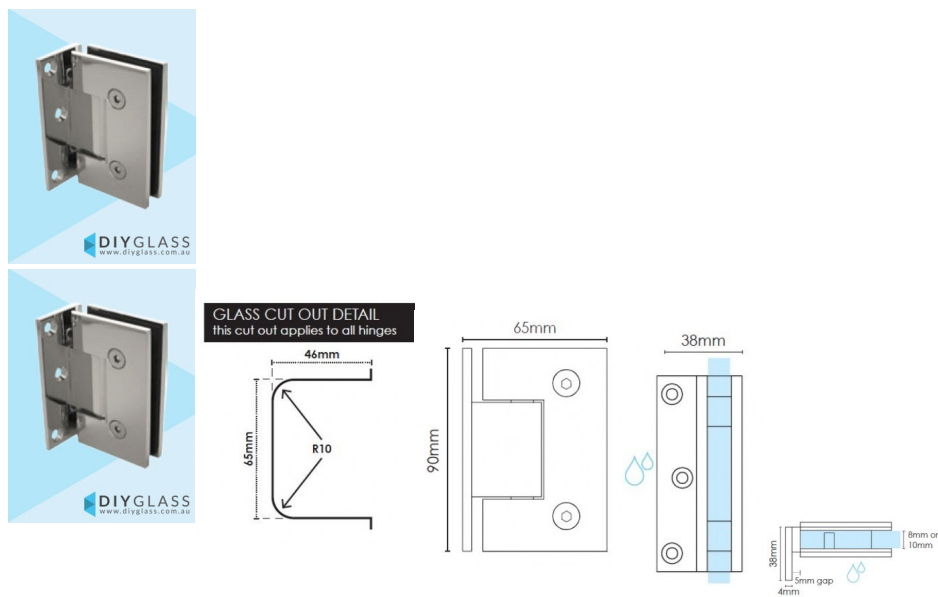 DIYGLASS
www.diyglass.com.au
GLASS CUT OUT DETAIL
this cut out applies to all hinges
46mm
65mm
R10
65mm
90mm
38mm
38mm
8mm or
10mm
5mm gap
4mm
DIYGLASS
www.diyglass.com.au